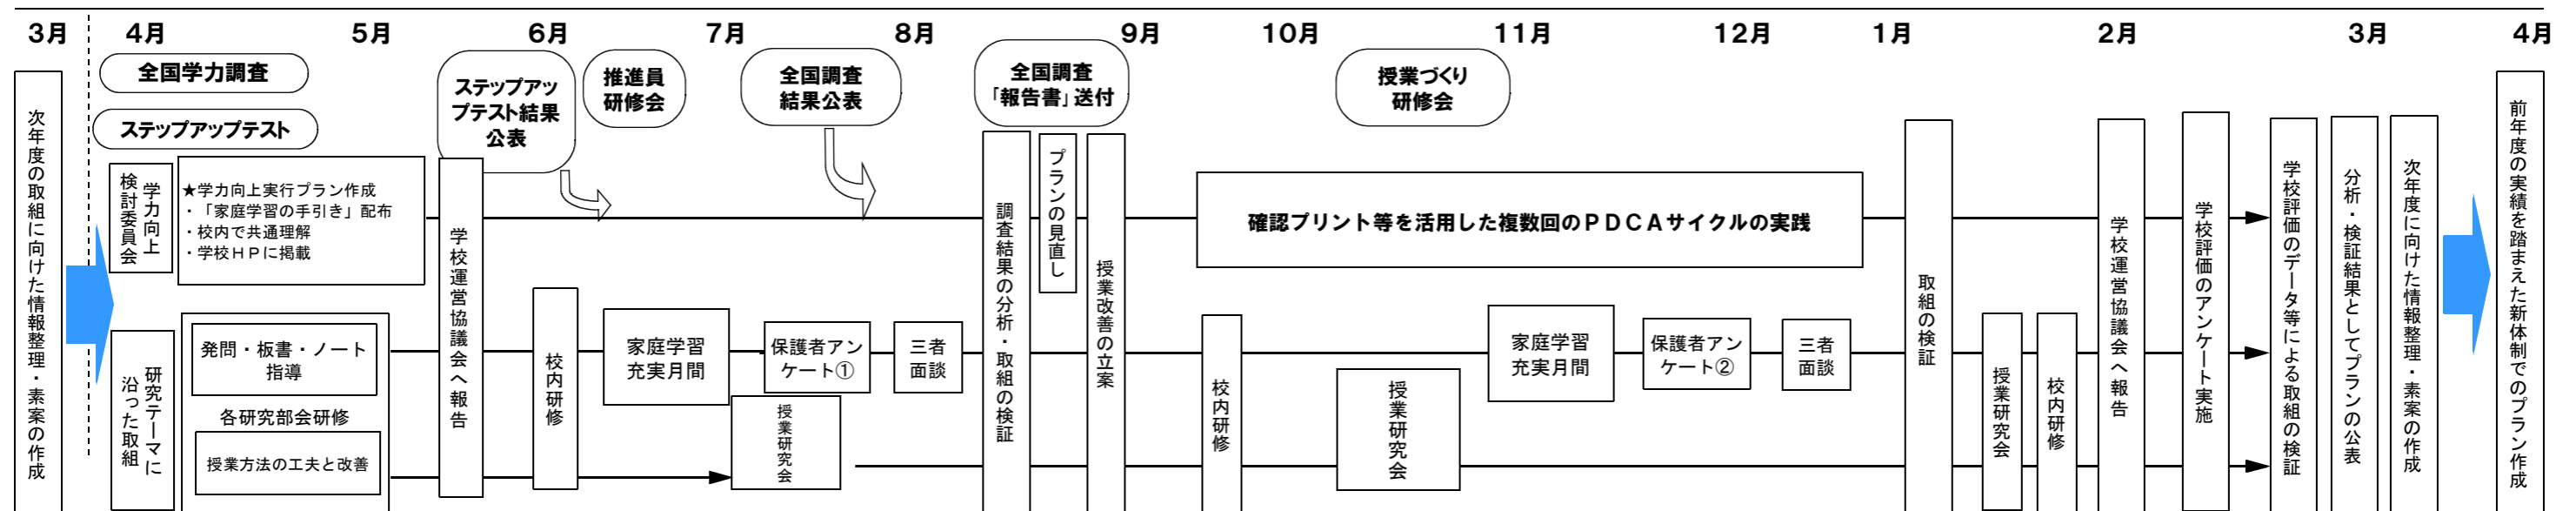 3月
4月
5月
6月
7月
8月
9月
10月
11月
12月
1月
2月
3月
4月
全国学力調査
ステップアップテスト
ステップアッ
プテスト結果
公表
推進員
研修会
全国調査
結果公表
全国調査
「報告書」送付
授業づくり
研修会
次年度の取組に向けた情報整理・素案の作成
学力向上
検討委員会
★学力向上実行プラン作成
・「家庭学習の手引き」配布
・校内で共通理解
・学校HPに掲載
研究テーマに
沿った取組
発問・板書・ノート
指導
各研究部会研修
授業方法の工夫と改善
学校運営協議会へ報告
校内研修
家庭学習
充実月間
保護者アン
ケート①
授業研究会
三者
面談
調査結果の分析・取組の検証
プランの見直し
授業改善の立案
確認プリント等を活用した複数回のPDCAサイクルの実践
校内研修
授業研究会
家庭学習
充実月間
保護者アン
ケート②
三者
面談
取組の検証
授業研究会
校内研修
学校運営協議会へ報告
学校評価のアンケート実施
学校評価のデータ等による取組の検証
分析・検証結果としてプランの公表
次年度に向けた情報整理・素案の作成
前年度の実績を踏まえた新体制でのプラン作成